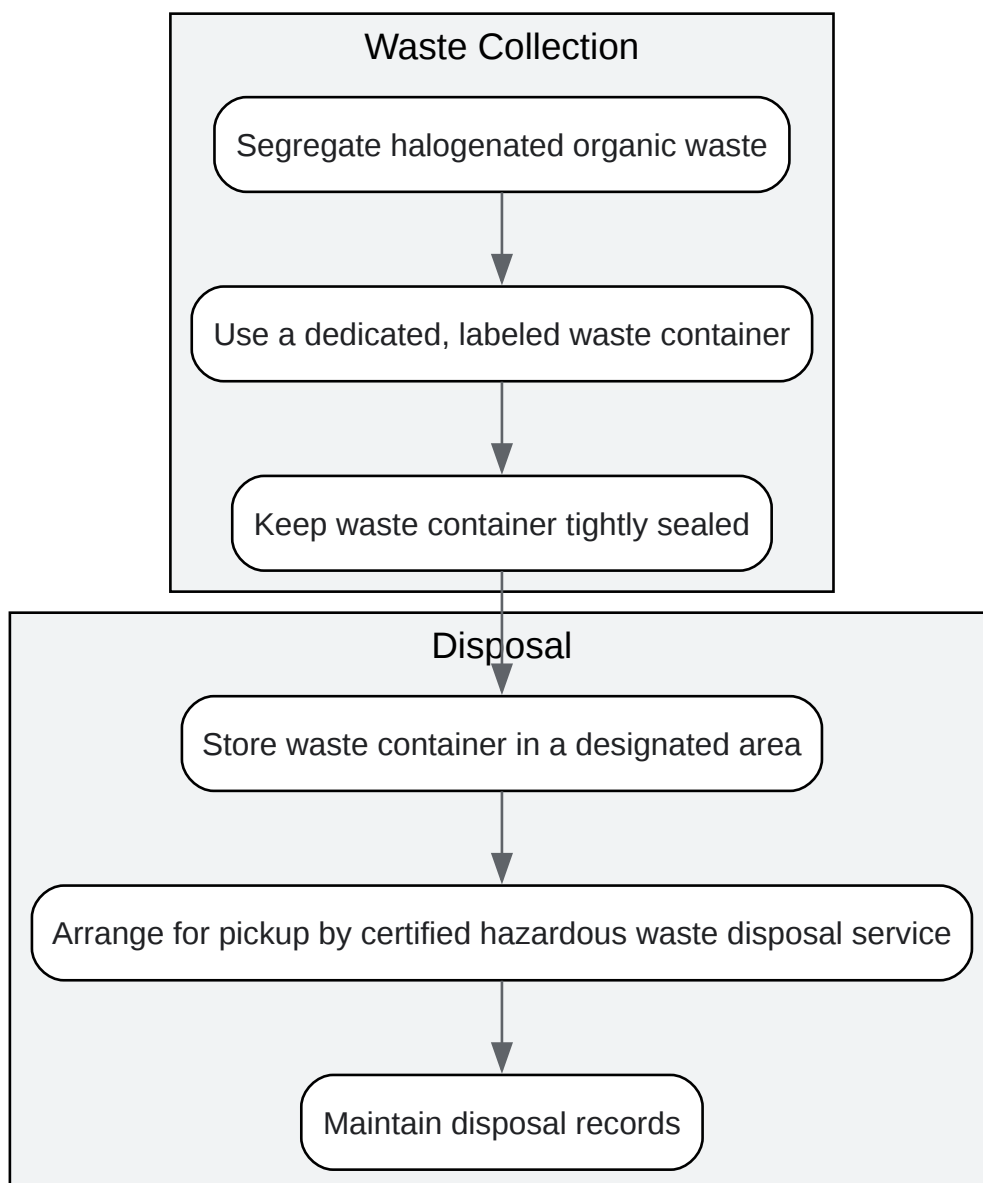 Waste Collection
Segregate halogenated organic waste
Use a dedicated, labeled waste container
Keep waste container tightly sealed
Disposal
Store waste container in a designated area
Arrange for pickup by certified hazardous waste disposal service
Maintain disposal records